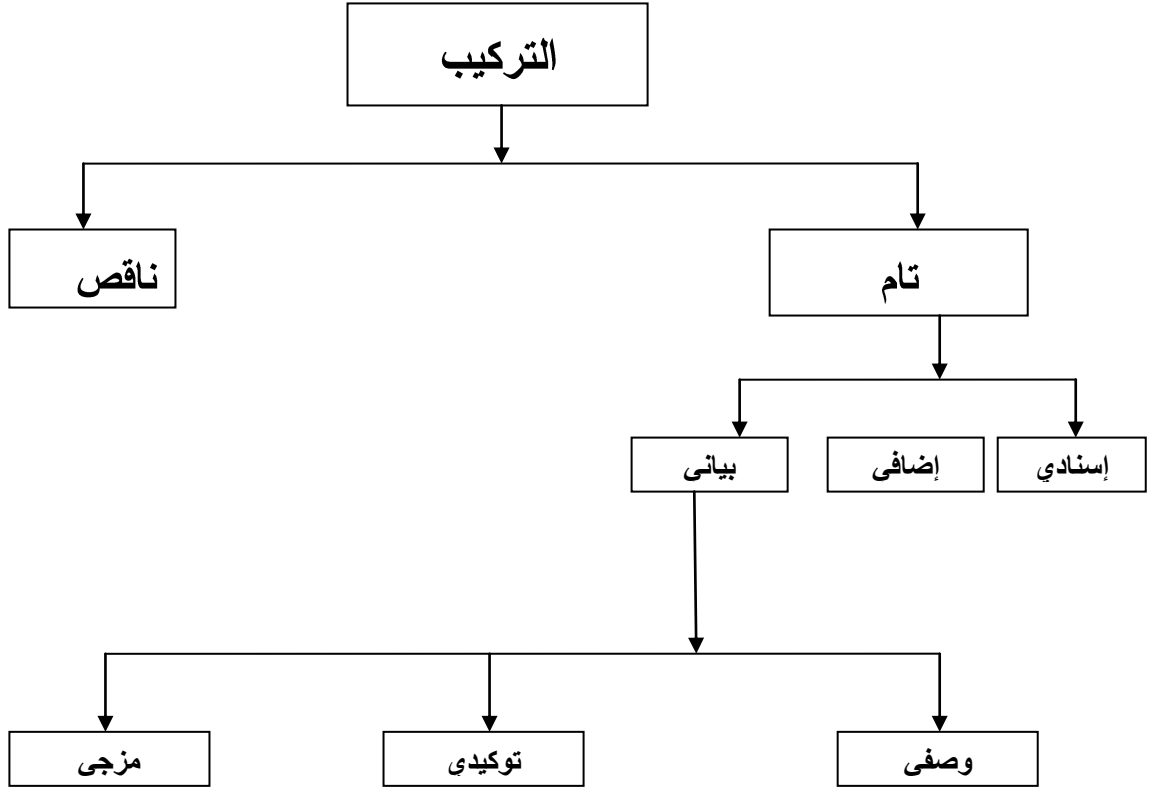 التركيب
تام
ناقص
إسنادي
إضافى
بيانى
وصفى
توكيدي
مزجى